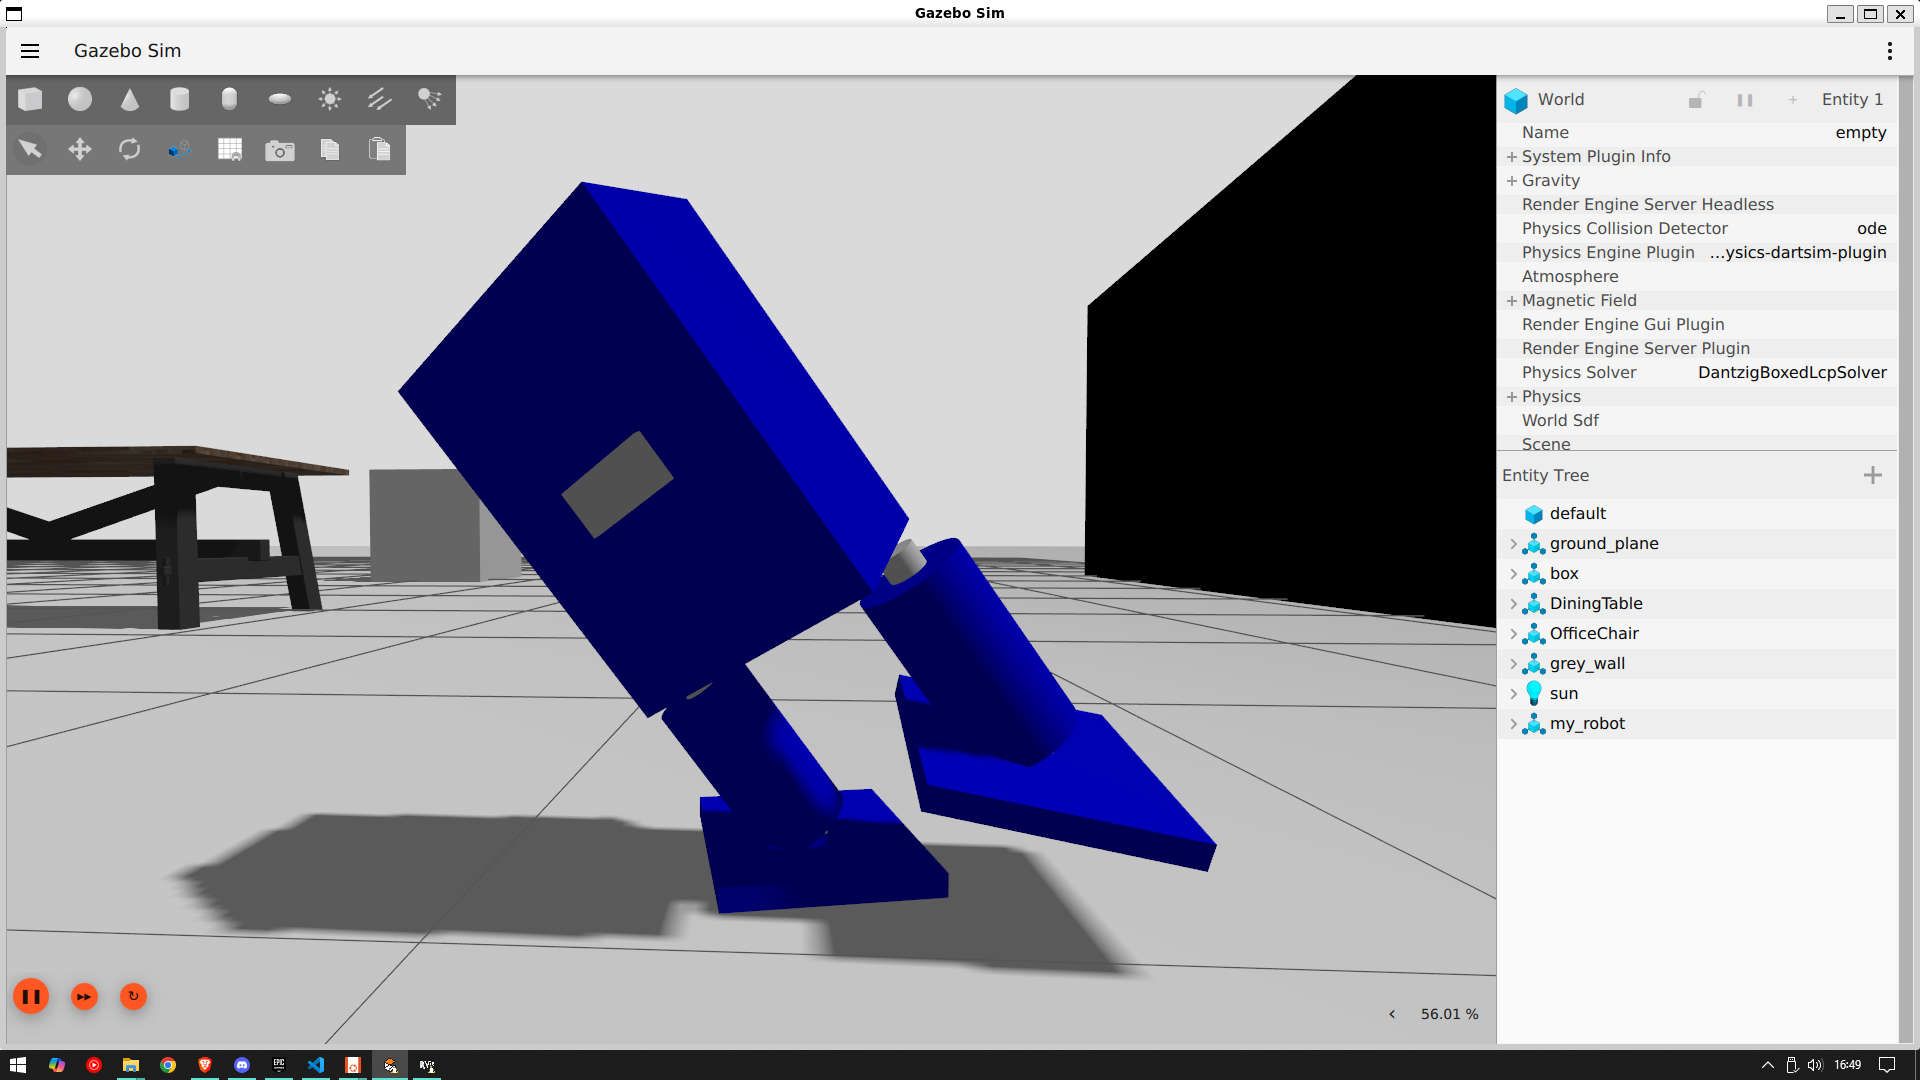 Gazebo Sim
Gazebo Sim
World
Entity 1
Name
empty
System Plugin Info
Gravity
Render Engine Server Headless
Physics Collision Detector
ode
Physics Engine Plugin
...ysics-dartsim-plugin
Atmosphere
Magnetic Field
Render Engine Gui Plugin
Render Engine Server Plugin
Physics Solver
DantzigBoxedLcpSolver
Physics
World Sdf
Scene
Entity Tree
default
ground_plane
box
DiningTable
OfficeChair
grey_wall
sun
my_robot
56.01 %
EPIC
16:49